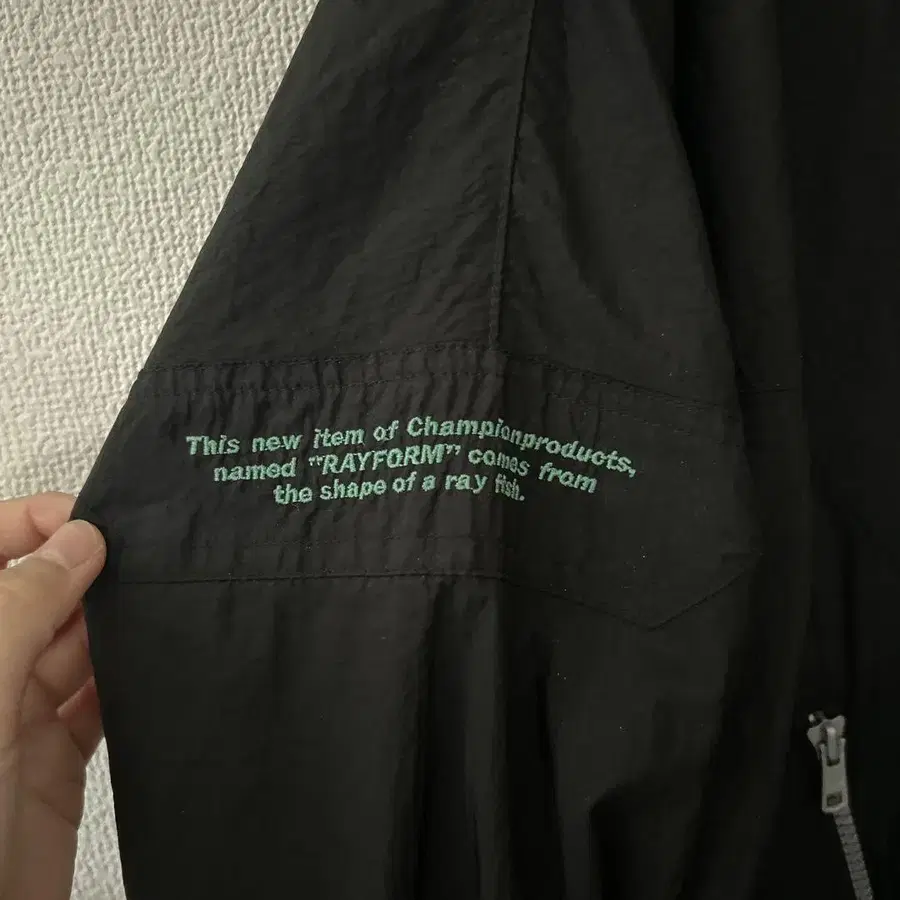 This new item of Championproducts,
named "RAYFORM" comes from
the shape of a ray fish.